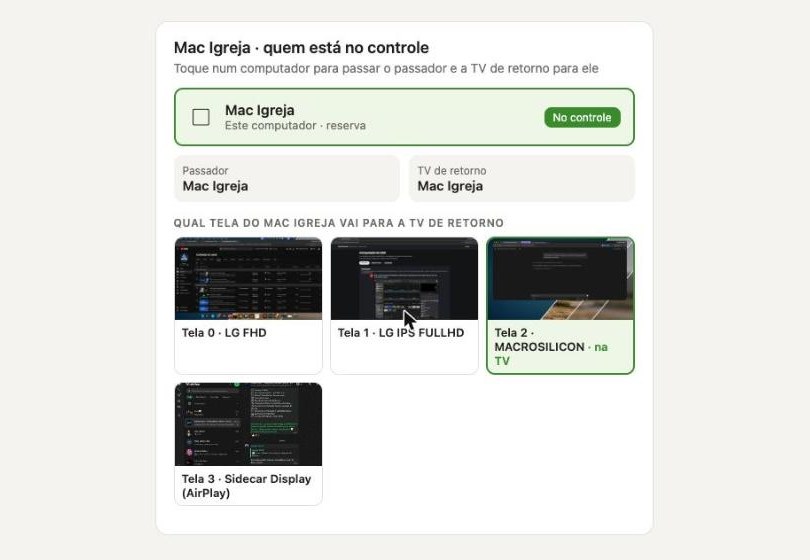 Mac Igreja · quem está no controle
Toque num computador para passar o passador e a TV de retorno para ele
Mac Igreja
Este computador · reserva
No controle
Passador
Mac Igreja
TV de retorno
Mac Igreja
QUAL TELA DO MAC IGREJA VAI PARA A TV DE RETORNO
Tela 0 · LG FHD
Tela 1 · LG IPS FULLHD
Tela 2 ·
MACROSILICON · na
TV
Tela 3 · Sidecar Display
(AirPlay)